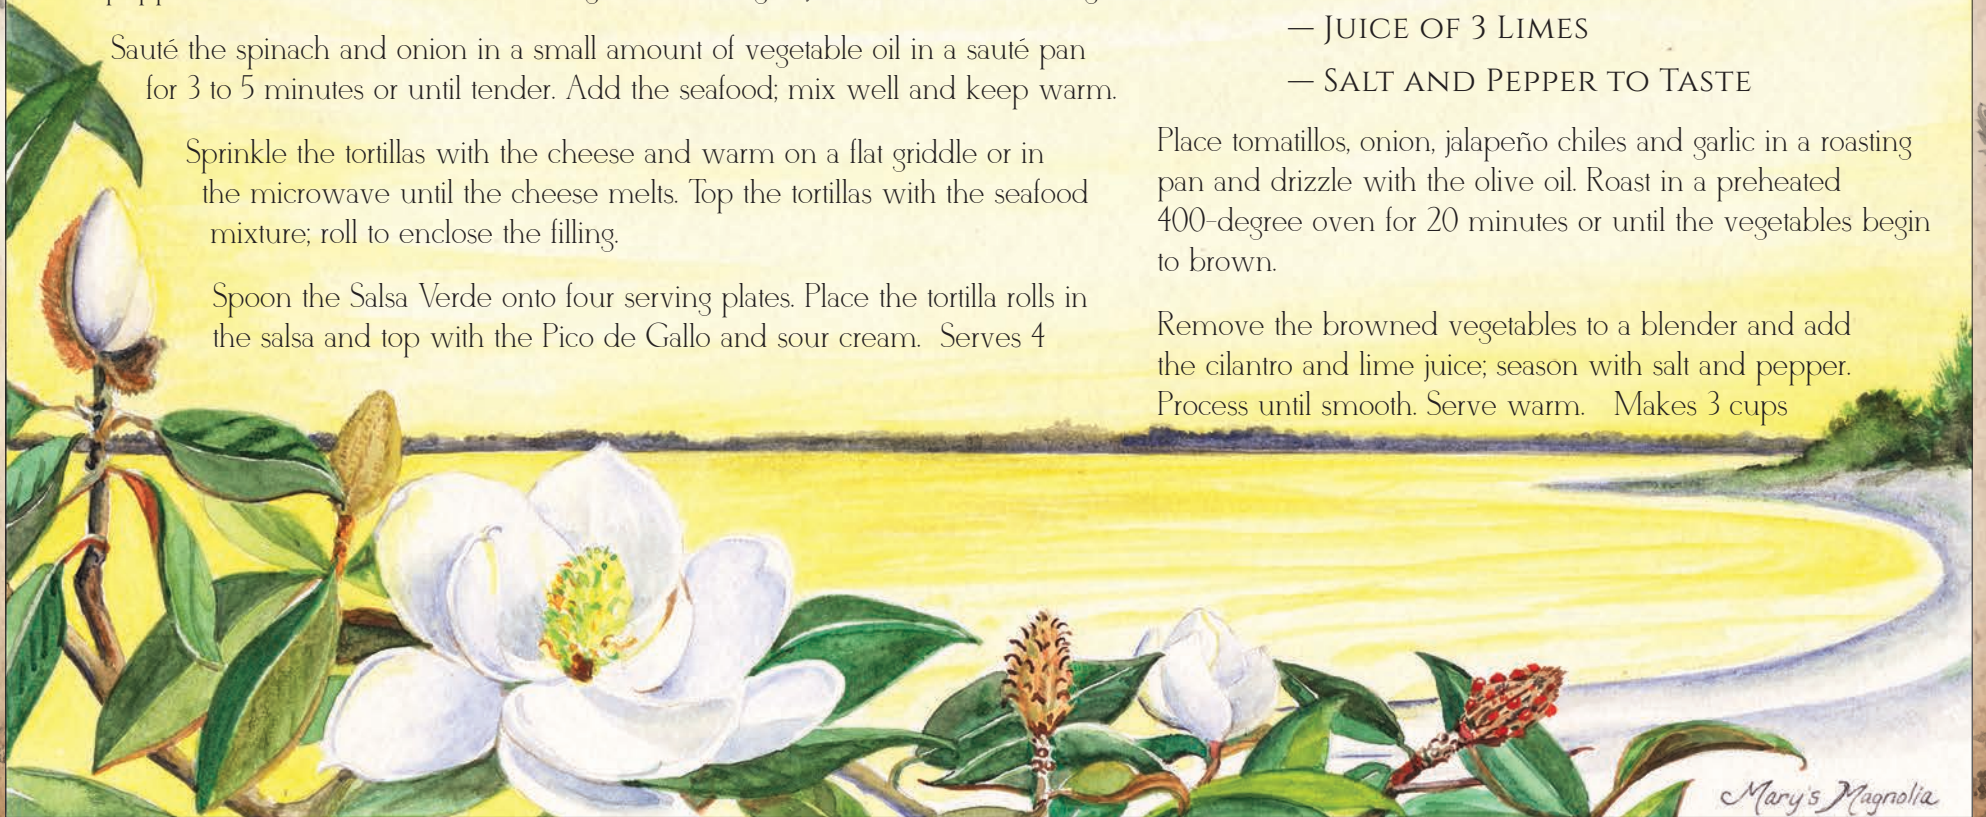 Sauté the spinach and onion in a small amount of vegetable oil in a sauté pan
for 3 to 5 minutes or until tender. Add the seafood; mix well and keep warm.
Sprinkle the tortillas with the cheese and warm on a flat griddle or in
the microwave until the cheese melts. Top the tortillas with the seafood
mixture; roll to enclose the filling.
Spoon the Salsa Verde onto four serving plates. Place the tortilla rolls in
the salsa and top with the Pico de Gallo and sour cream. Serves 4
— Juice of 3 Limes
— Salt and Pepper to Taste
Place tomatillos, onion, jalapeño chiles and garlic in a roasting
pan and drizzle with the olive oil. Roast in a preheated
400-degree oven for 20 minutes or until the vegetables begin
to brown.
Remove the browned vegetables to a blender and add
the cilantro and lime juice; season with salt and pepper.
Process until smooth. Serve warm. Makes 3 cups
Mary's Magnolia